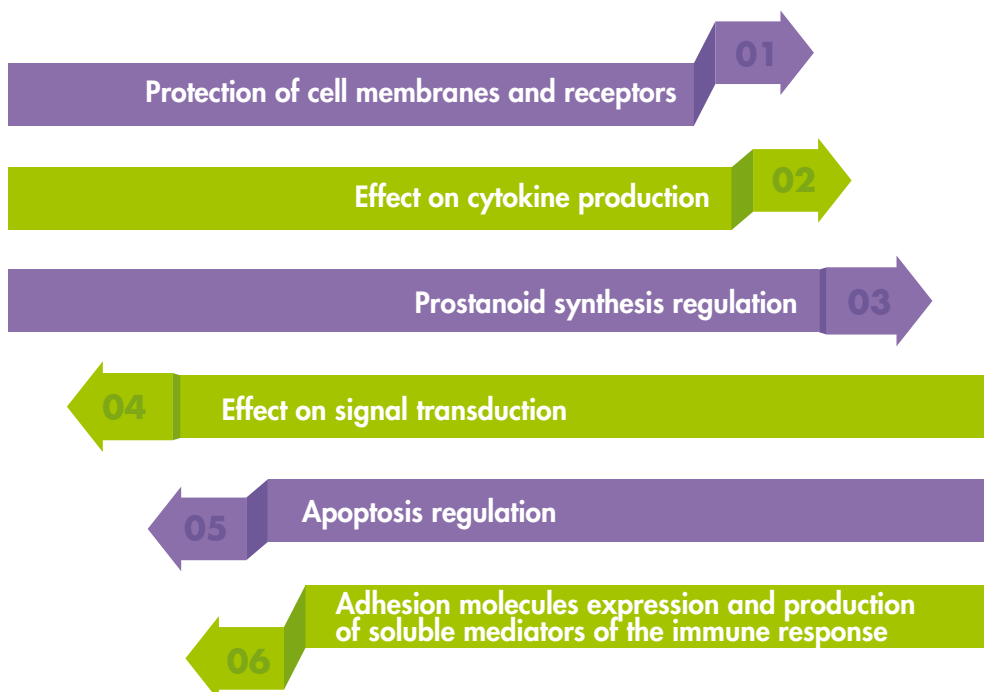 01
Protection of cell membranes and receptors
02
Effect on cytokine production
Prostanoid synthesis regulation 03
04 Effect on signal transduction
05 Apoptosis regulation
Adhesion molecules expression and production
of soluble mediators of the immune response
06